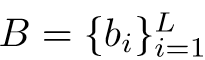 B = \{b_i\}_{i=1}^{L}